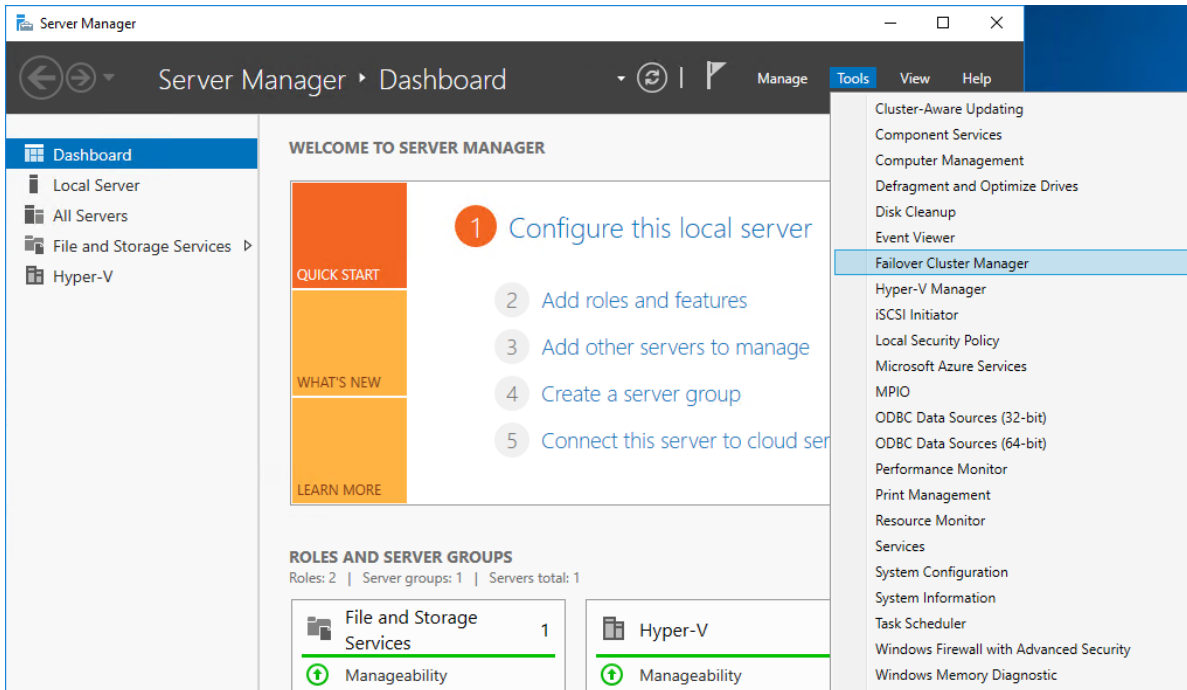 Server Manager
Server Manager ‣ Dashboard
Manage
Tools
View
Help
Dashboard
Local Server
All Servers
File and Storage Services
Hyper-V
WELCOME TO SERVER MANAGER
QUICK START
WHAT'S NEW
LEARN MORE
1 Configure this local server
2 Add roles and features
3 Add other servers to manage
4 Create a server group
5 Connect this server to cloud ser
ROLES AND SERVER GROUPS
Roles: 2 | Server groups: 1 | Servers total: 1
File and Storage
Services
1
Manageability
Hyper-V
Manageability
Cluster-Aware Updating
Component Services
Computer Management
Defragment and Optimize Drives
Disk Cleanup
Event Viewer
Failover Cluster Manager
Hyper-V Manager
iSCSI Initiator
Local Security Policy
Microsoft Azure Services
MPIO
ODBC Data Sources (32-bit)
ODBC Data Sources (64-bit)
Performance Monitor
Print Management
Resource Monitor
Services
System Configuration
System Information
Task Scheduler
Windows Firewall with Advanced Security
Windows Memory Diagnostic